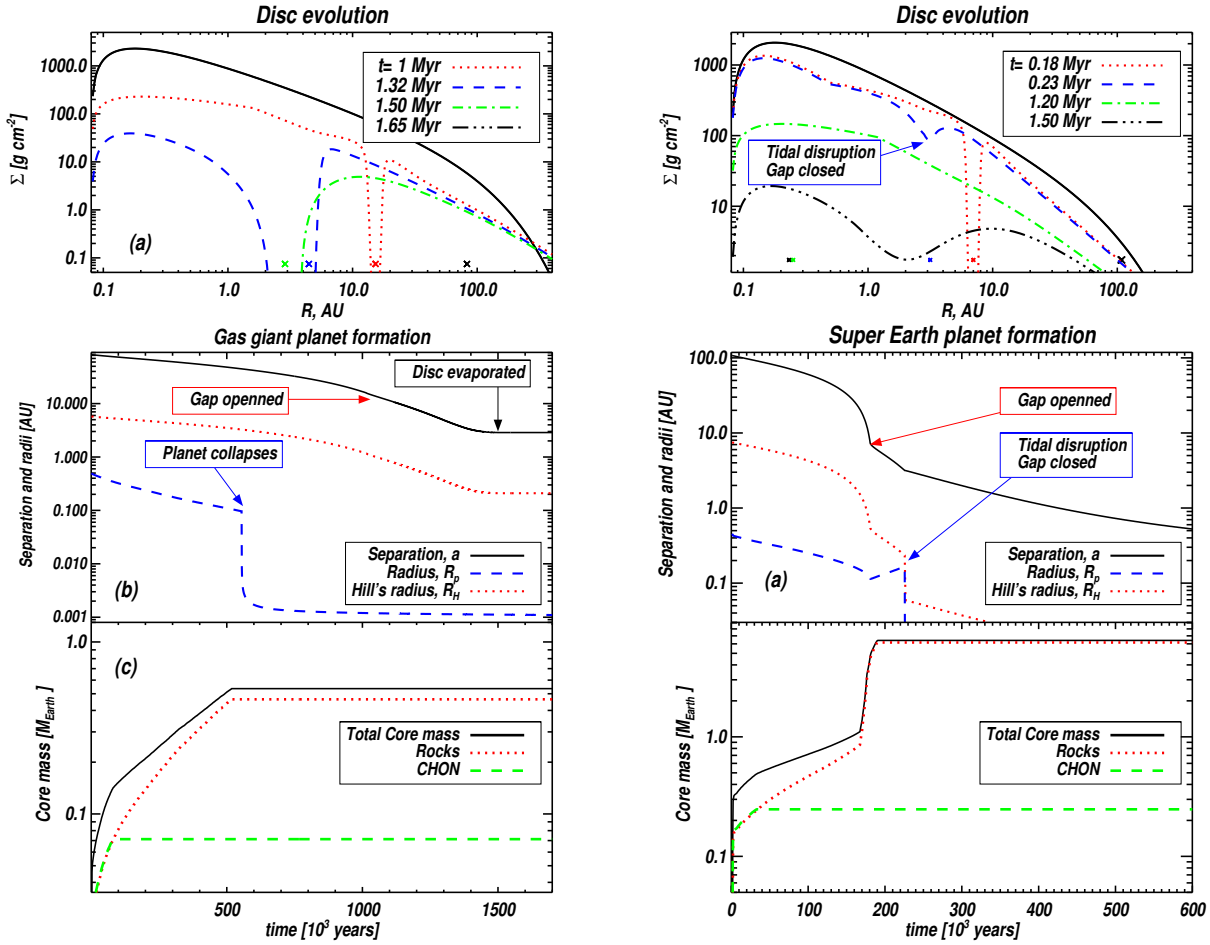 Disc evolution
1000.0
100.0
10.0
1.0
0.1
Σ [g cm⁻²]
t= 1 Myr
1.32 Myr
1.50 Myr
1.65 Myr
(a)
0.1 1.0 10.0 100.0
R, AU
Disc evolution
1000
100
10
Σ [g cm⁻²]
t= 0.18 Myr
0.23 Myr
1.20 Myr
1.50 Myr
Tidal disruption
Gap closed
0.1 1.0 10.0 100.0
R, AU
Gas giant planet formation
10.000
1.000
0.100
0.010
0.001
Separation and radii [AU]
Disc evaporated
Gap openned
Planet collapses
Separation, a
Radius, R_p
Hill's radius, R_H
(b)
(c)
1.0
0.1
Core mass [M_Earth]
Total Core mass
Rocks
CHON
500 1000 1500
time [10³ years]
Super Earth planet formation
100.0
10.0
1.0
0.1
Separation and radii [AU]
Gap openned
Tidal disruption
Gap closed
Separation, a
Radius, R_p
Hill's radius, R_H
(a)
1.0
0.1
Core mass [M_Earth]
Total Core mass
Rocks
CHON
0 100 200 300 400 500 600
time [10³ years]